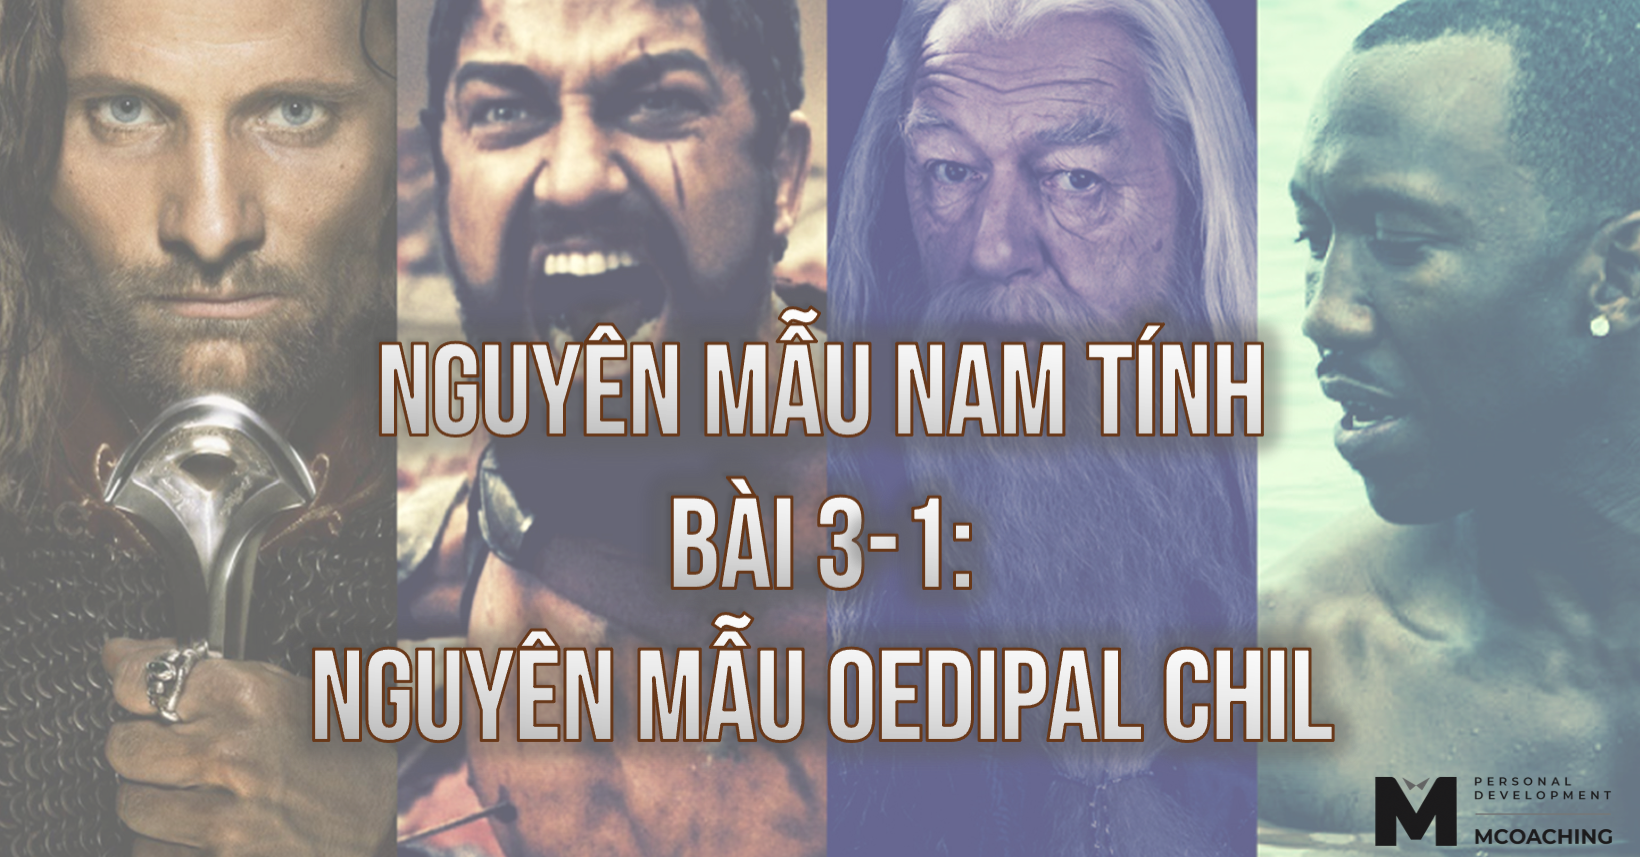 NGUYÊN MẪU NAM TÍNH
BÀI 3-1:
NGUYÊN MẪU OEDIPAL CHIL
M
PERSONAL
DEVELOPMENT
MCOACHING